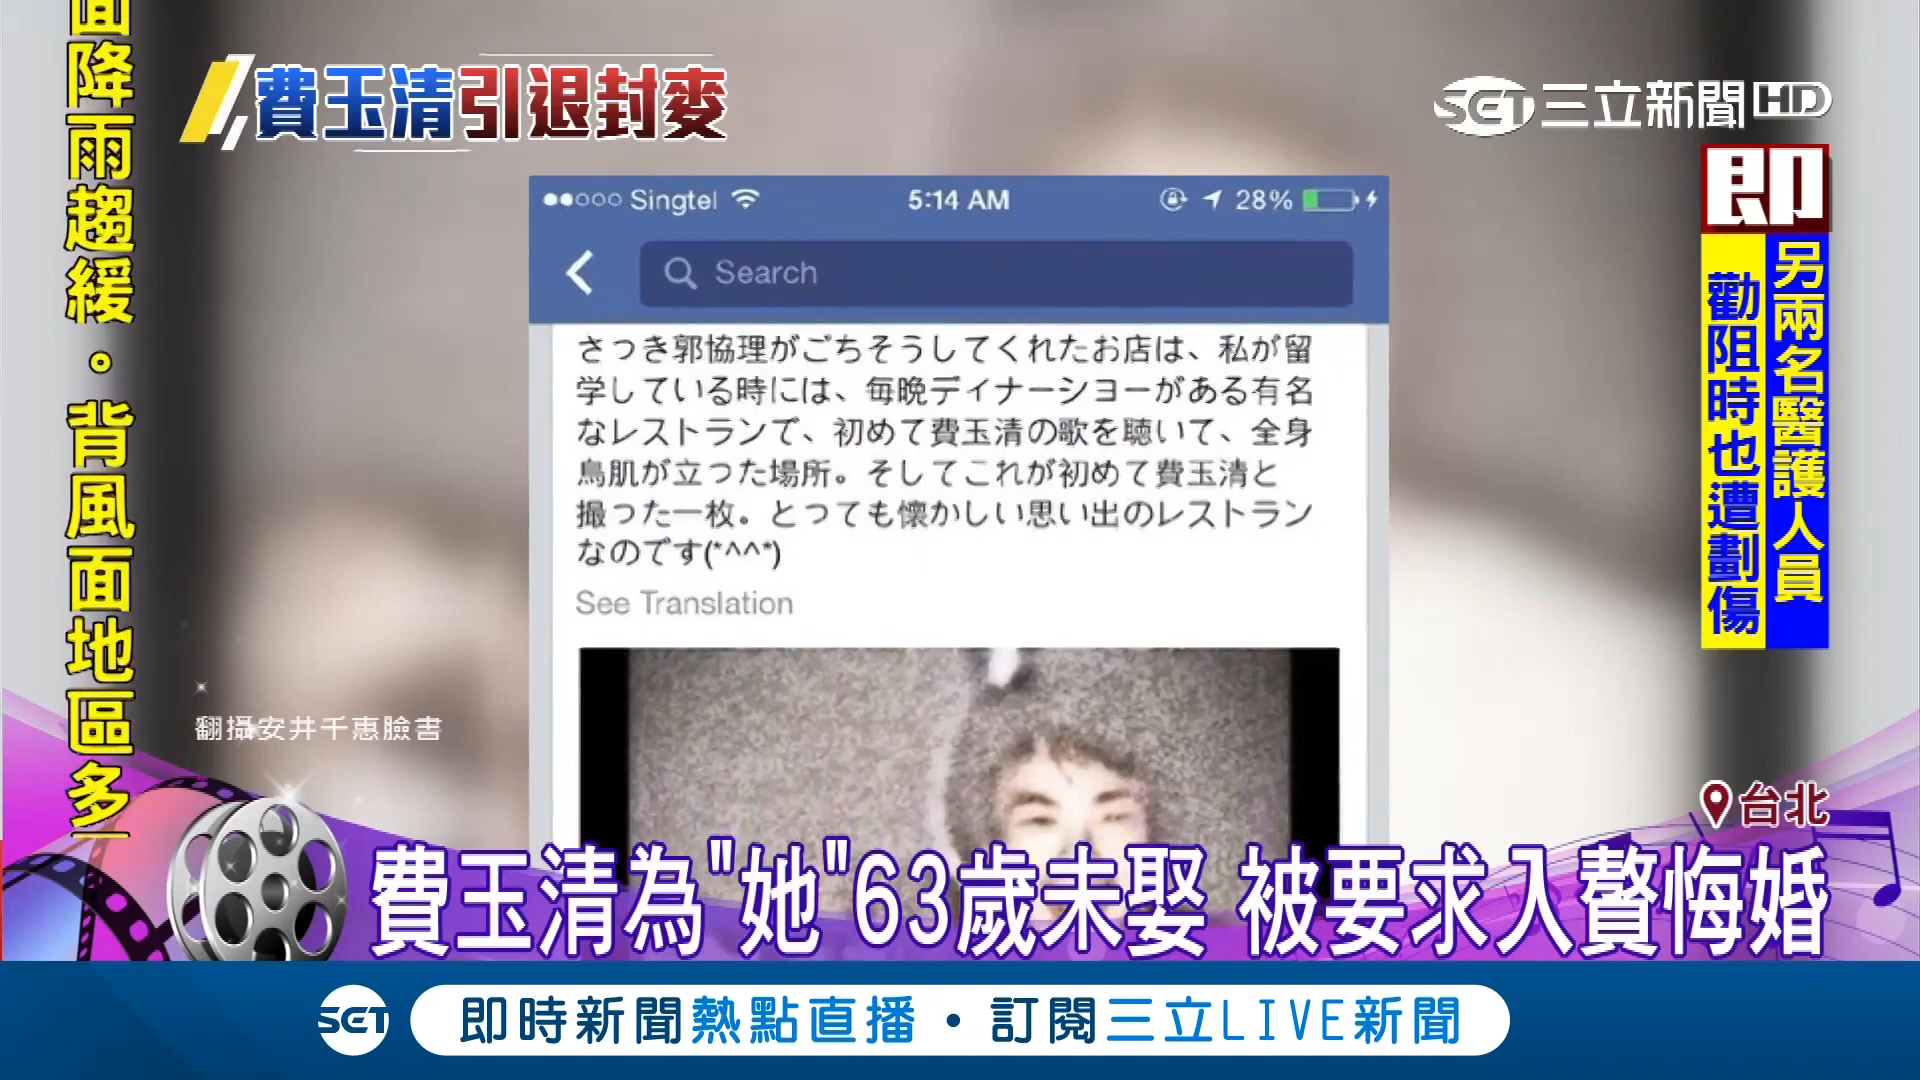 面降雨趨緩。背風面地區多
費玉清引退封麥
SET三立新聞HD
即
另兩名醫護人員
勸阻時也遭劃傷
Singtel 5:14 AM 28%
Search
さっき郭協理がごちそうしてくれたお店は、私が留
学している時には、毎晩ディナーショーがある有名
なレストランで、初めて費玉清の歌を聴いて、全身
鳥肌が立った場所。そしてこれが初めて費玉清と
撮った一枚。とっても懐かしい思い出のレストラン
なのです(*^^*)
See Translation
翻攝安井千惠臉書
台北
費玉清為"她"63歲未娶 被要求入贅悔婚
SET 即時新聞熱點直播・訂閱三立LIVE新聞